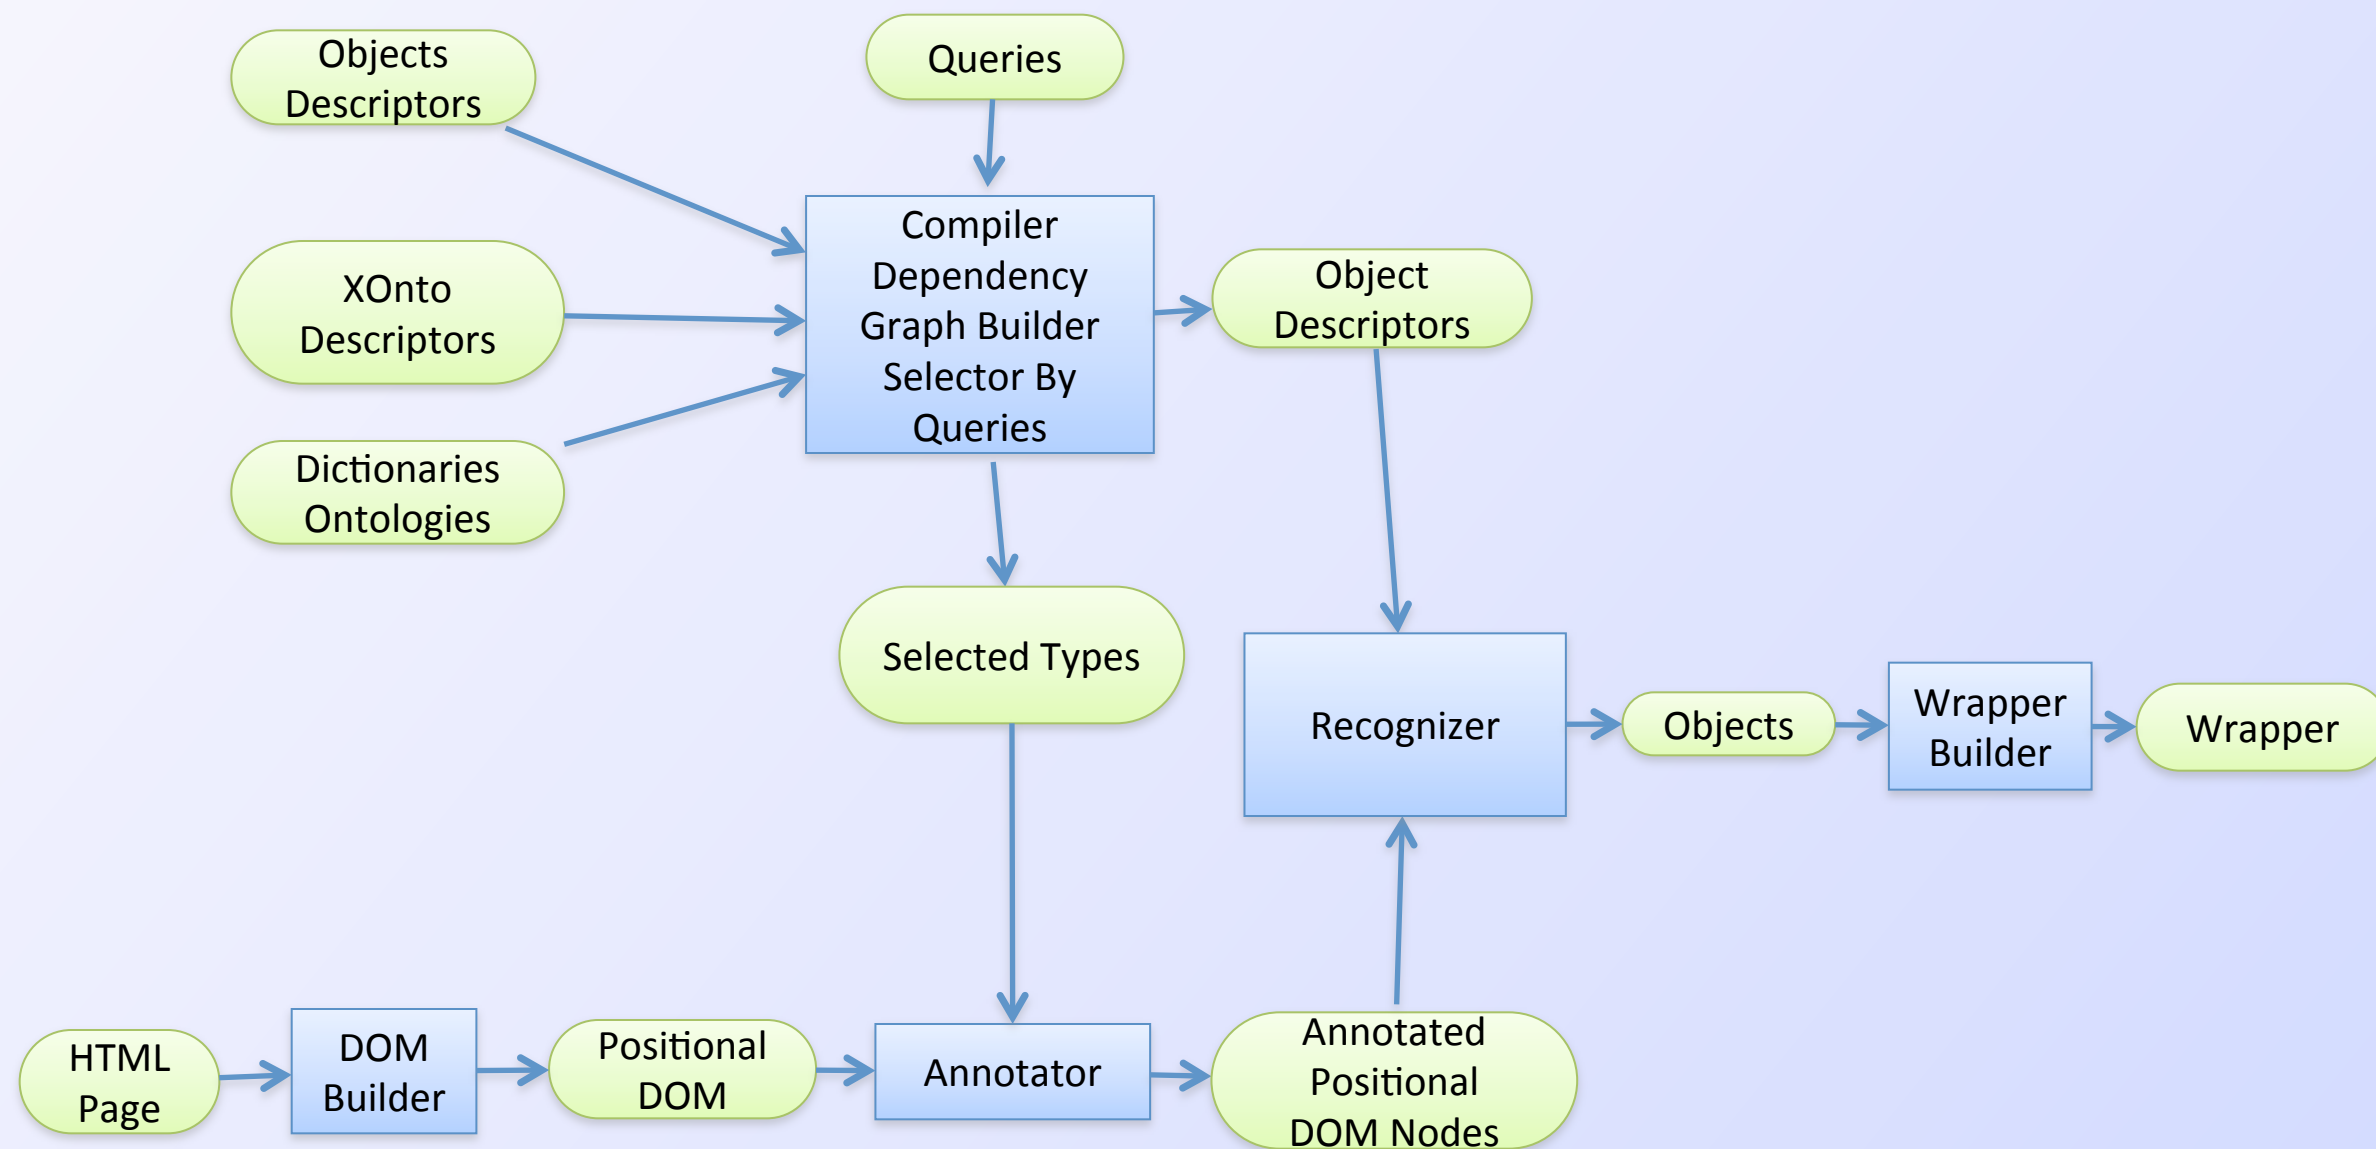 Objects
Descriptors
Queries
XOnto
Descriptors
Compiler
Dependency
Graph Builder
Selector By
Queries
Object
Descriptors
Dictionaries
Ontologies
Selected Types
Recognizer
Objects
Wrapper
Builder
Wrapper
HTML
Page
DOM
Builder
Positional
DOM
Annotator
Annotated
Positional
DOM Nodes